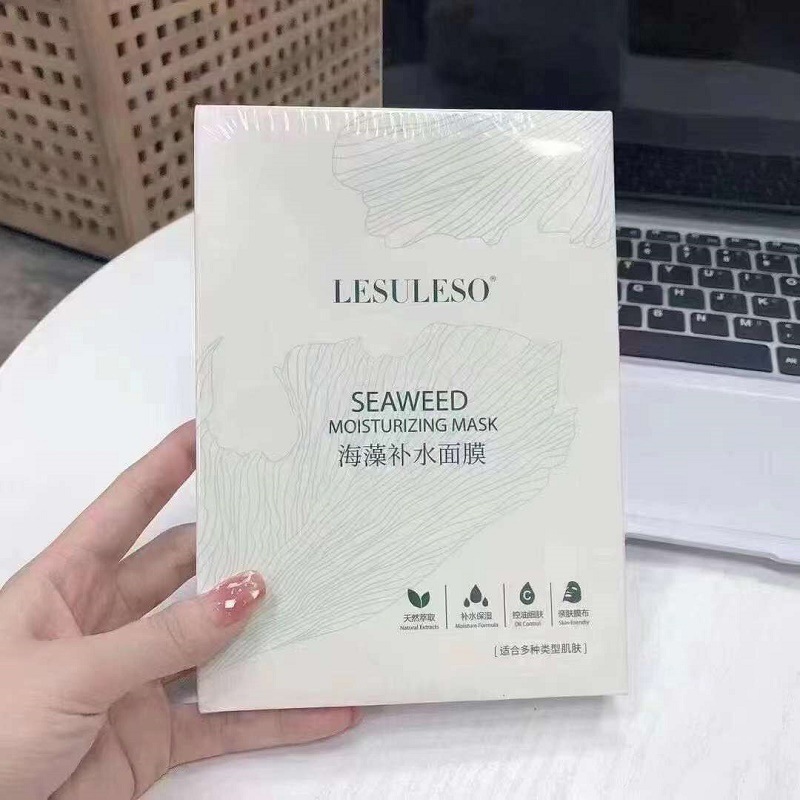 LESULESO®
SEAWEED
MOISTURIZING MASK
海藻补水面膜
天然萃取 补水保湿 控油细肤 亲肤膜布
Natural Extracts Moisture Formula Oil Control Skin-friendly
[适合多种类型肌肤]